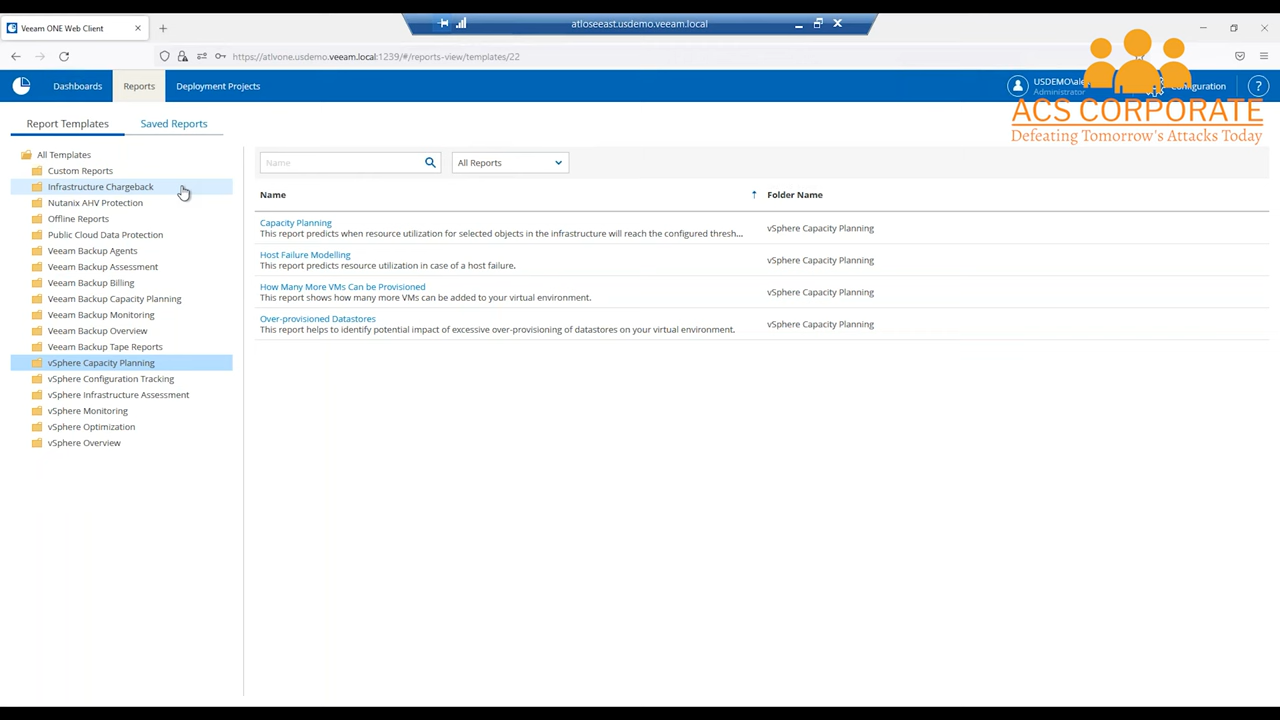 Veeam ONE Web Client
atloseeast.usdemo.veeam.local
https://atlvone.usdemo.veeam.local:1239/#/reports-view/templates/22
Dashboards
Reports
Deployment Projects
Administrator
?
ACS CORPORATE
Defeating Tomorrow's Attacks Today
Report Templates
Saved Reports
All Templates
Custom Reports
Infrastructure Chargeback
Nutanix AHV Protection
Offline Reports
Public Cloud Data Protection
Veeam Backup Agents
Veeam Backup Assessment
Veeam Backup Billing
Veeam Backup Capacity Planning
Veeam Backup Monitoring
Veeam Backup Overview
Veeam Backup Tape Reports
vSphere Capacity Planning
vSphere Configuration Tracking
vSphere Infrastructure Assessment
vSphere Monitoring
vSphere Optimization
vSphere Overview
Name
All Reports
Name
Folder Name
Capacity Planning
This report predicts when resource utilization for selected objects in the infrastructure will reach the configured thresh...
vSphere Capacity Planning
Host Failure Modelling
This report predicts resource utilization in case of a host failure.
vSphere Capacity Planning
How Many More VMs Can be Provisioned
This report shows how many more VMs can be added to your virtual environment.
vSphere Capacity Planning
Over-provisioned Datastores
This report helps to identify potential impact of excessive over-provisioning of datastores on your virtual environment.
vSphere Capacity Planning